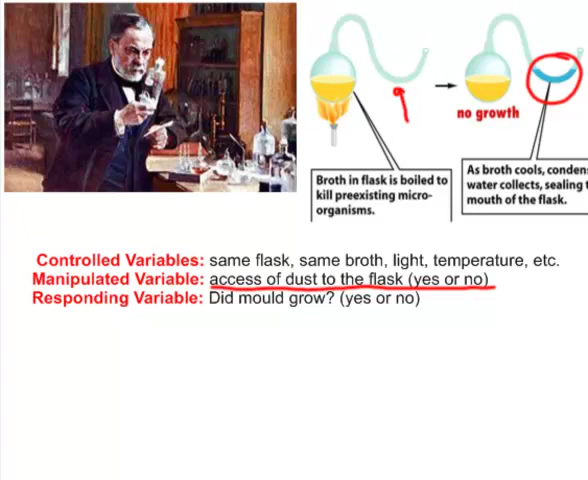 no growth
Broth in flask is boiled to
kill preexisting micro-
organisms.
As broth cools, conden
water collects, sealing
mouth of the flask.
Controlled Variables: same flask, same broth, light, temperature, etc.
Manipulated Variable: access of dust to the flask (yes or no)
Responding Variable: Did mould grow? (yes or no)